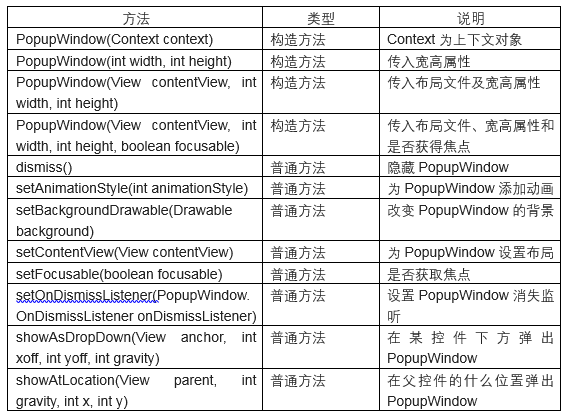 方法 类型 说明
PopupWindow(Context context) 构造方法 Context 为上下文对象
PopupWindow(int width, int height) 构造方法 传入宽高属性
PopupWindow(View contentView, int 构造方法 传入布局文件及宽高属性
width, int height)
PopupWindow(View contentView, int 构造方法 传入布局文件、宽高属性和
width, int height, boolean focusable) 是否获得焦点
dismiss() 普通方法 隐藏 PopupWindow
setAnimationStyle(int animationStyle) 普通方法 为 PopupWindow 添加动画
setBackgroundDrawable(Drawable 普通方法 改变 PopupWindow 的背景
background)
setContentView(View contentView) 普通方法 为 PopupWindow 设置布局
setFocusable(boolean focusable) 普通方法 是否获取焦点
setOnDismissListener(PopupWindow. 普通方法 设置 PopupWindow 消失监
OnDismissListener onDismissListener) 听
showAsDropDown(View anchor, int 普通方法 在某控件下方弹出
xoff, int yoff, int gravity) PopupWindow
showAtLocation(View parent, int 普通方法 在父控件的什么位置弹出
gravity, int x, int y) PopupWindow